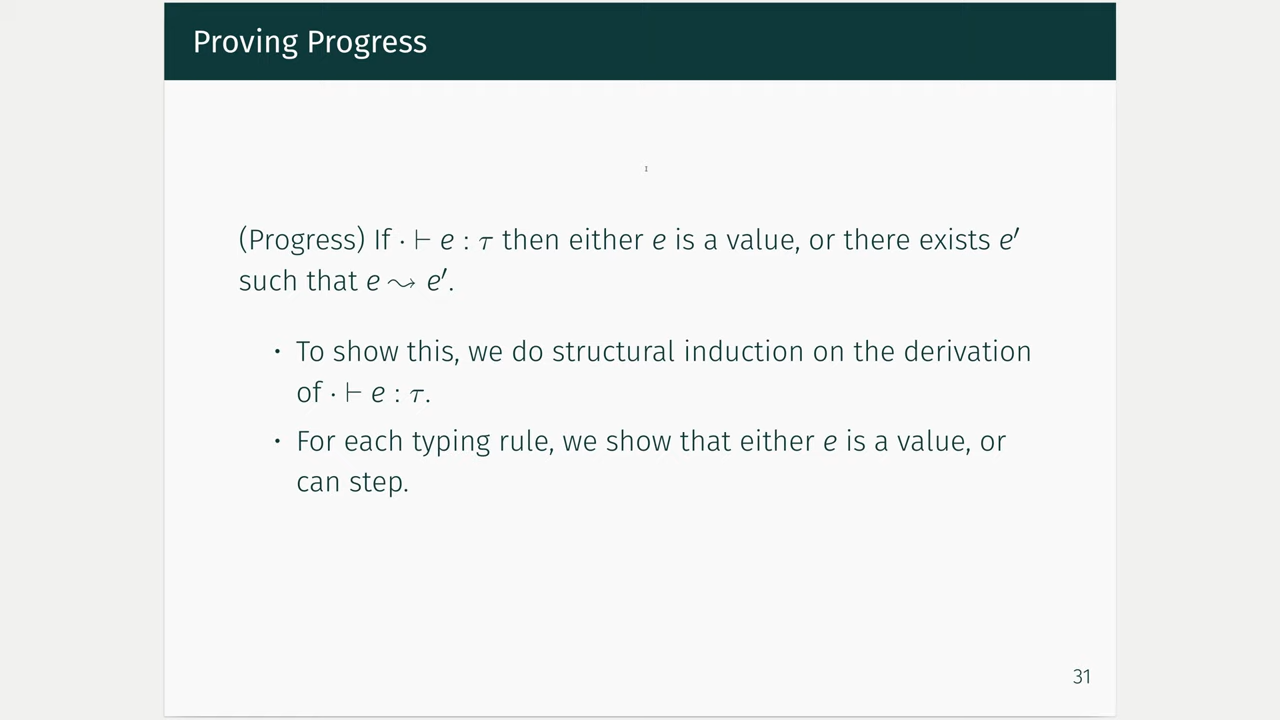 Proving Progress
(Progress) If · ⊢ e : τ then either e is a value, or there exists e′
such that e ⇝ e′.
• To show this, we do structural induction on the derivation
of · ⊢ e : τ.
• For each typing rule, we show that either e is a value, or
can step.
31